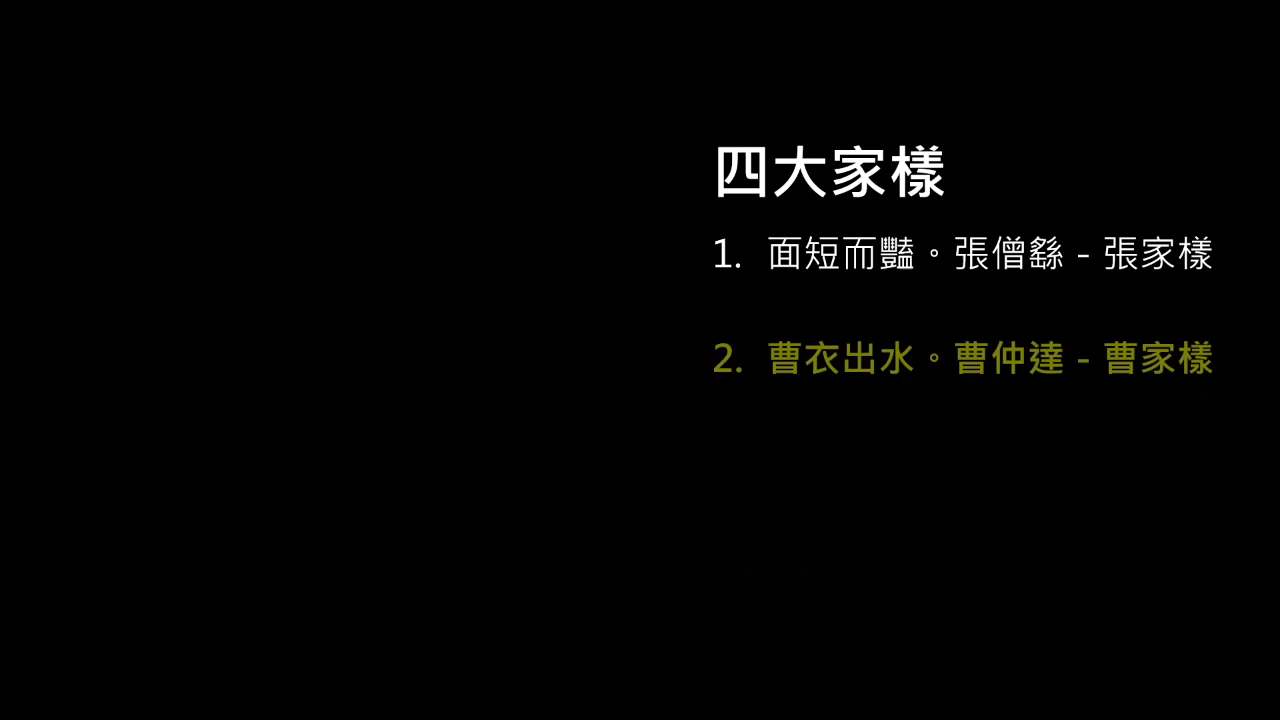 四大家樣
1. 面短而豔。張僧繇 - 張家樣
2. 曹衣出水。曹仲達 - 曹家樣